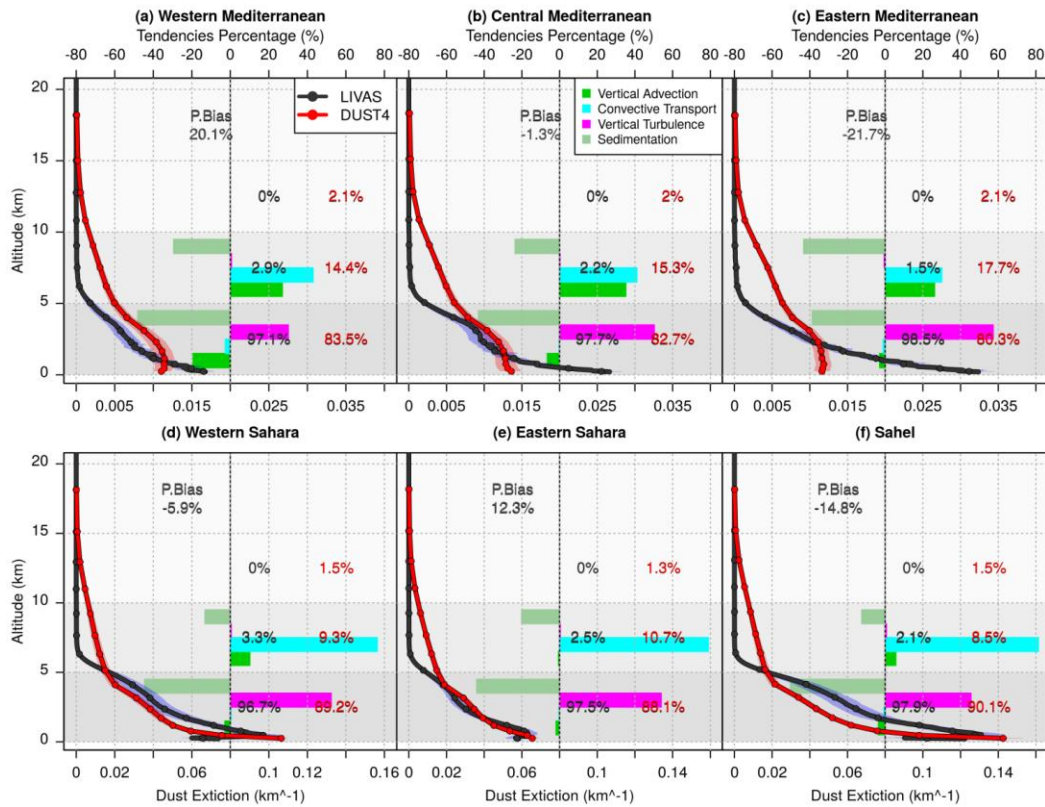 (a) Western Mediterranean (b) Central Mediterranean (c) Eastern Mediterranean
Tendencies Percentage (%) Tendencies Percentage (%) Tendencies Percentage (%)
-80 -60 -40 -20 0 20 40 60 80 -80 -60 -40 -20 0 20 40 60 80 -80 -60 -40 -20 0 20 40 60 80
LIVAS
DUST4
Vertical Advection
Convective Transport
Vertical Turbulence
Sedimentation
Altitude (km)
20
15
10
5
0
P.Bias
20.1%
0% 2.1%
2.9% 14.4%
97.1% 83.5%
P.Bias
-1.3%
0% 2%
2.2% 15.3%
97.7% 82.7%
P.Bias
-21.7%
0% 2.1%
1.5% 17.7%
98.5% 80.3%
0 0.005 0.015 0.025 0.035 0 0.005 0.015 0.025 0.035 0 0.005 0.015 0.025 0.035
(d) Western Sahara (e) Eastern Sahara (f) Sahel
Altitude (km)
20
15
10
5
0
P.Bias
-5.9%
0% 1.5%
3.3% 9.3%
96.7% 89.2%
P.Bias
12.3%
0% 1.3%
2.5% 10.7%
97.5% 88.1%
P.Bias
-14.8%
0% 1.5%
2.1% 8.5%
97.9% 90.1%
0 0.02 0.06 0.1 0.12 0.16 0 0.02 0.06 0.1 0.14 0 0.02 0.06 0.1 0.14
Dust Extiction (km^-1) Dust Extiction (km^-1) Dust Extiction (km^-1)